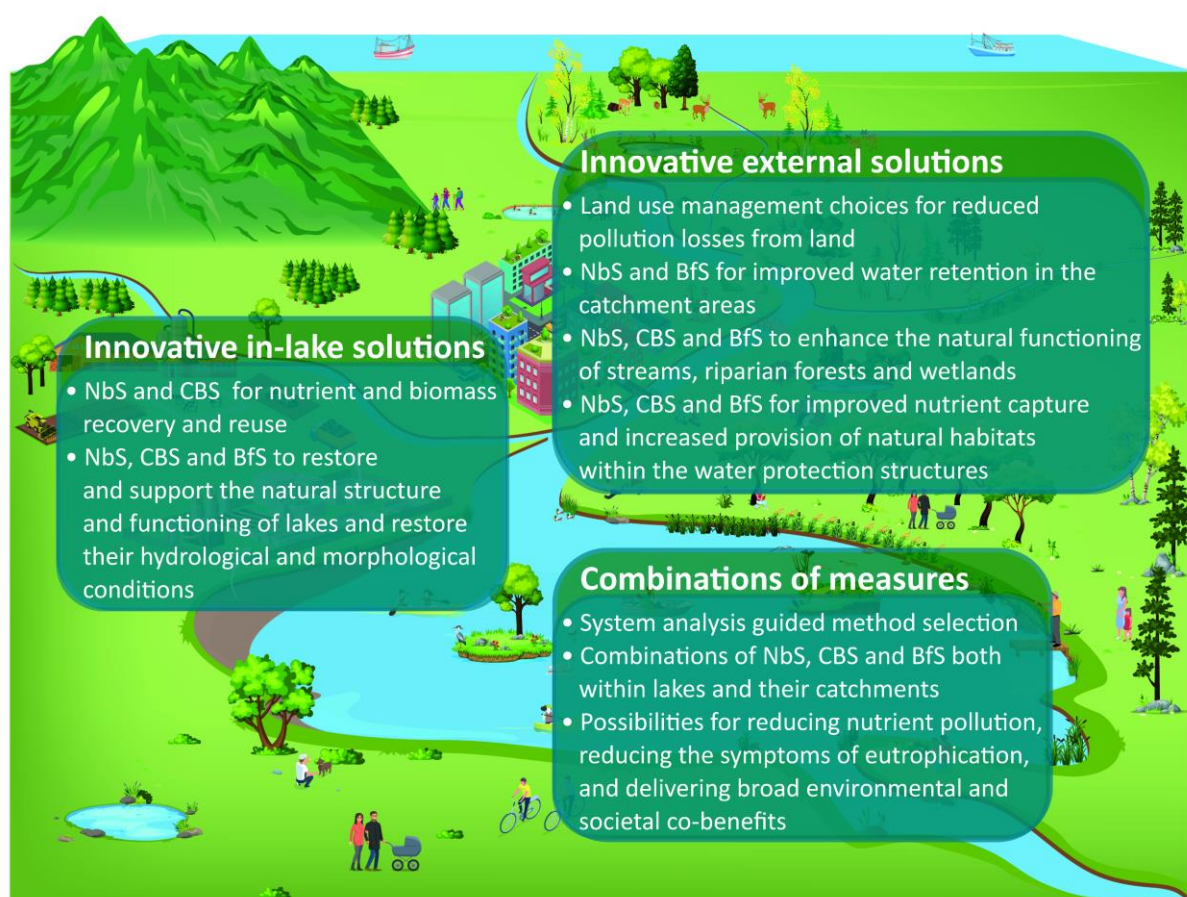 Innovative external solutions
• Land use management choices for reduced
pollution losses from land
• NbS and BfS for improved water retention in the
catchment areas
• NbS, CBS and BfS to enhance the natural functioning
of streams, riparian forests and wetlands
• NbS, CBS and BfS for improved nutrient capture
and increased provision of natural habitats
within the water protection structures
Innovative in-lake solutions
• NbS and CBS for nutrient and biomass
recovery and reuse
• NbS, CBS and BfS to restore
and support the natural structure
and functioning of lakes and restore
their hydrological and morphological
conditions
Combinations of measures
• System analysis guided method selection
• Combinations of NbS, CBS and BfS both
within lakes and their catchments
• Possibilities for reducing nutrient pollution,
reducing the symptoms of eutrophication,
and delivering broad environmental and
societal co-benefits